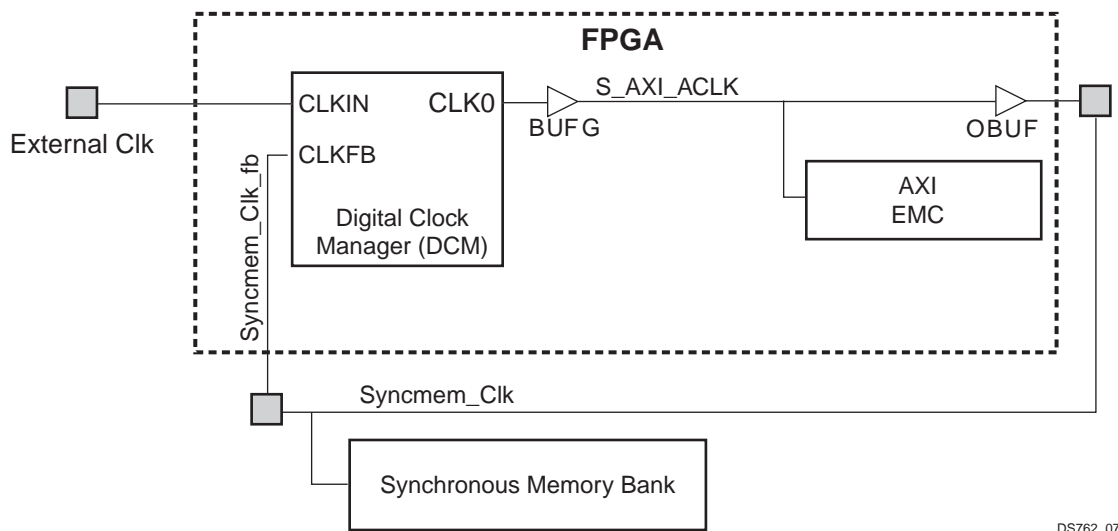 FPGA
CLKIN
CLK0
S_AXI_ACLK
BUFG
OBUF
External Clk
CLKFB
AXI
EMC
Syncmem_Clk_fb
Digital Clock
Manager (DCM)
Syncmem_Clk
Synchronous Memory Bank
DS762_07